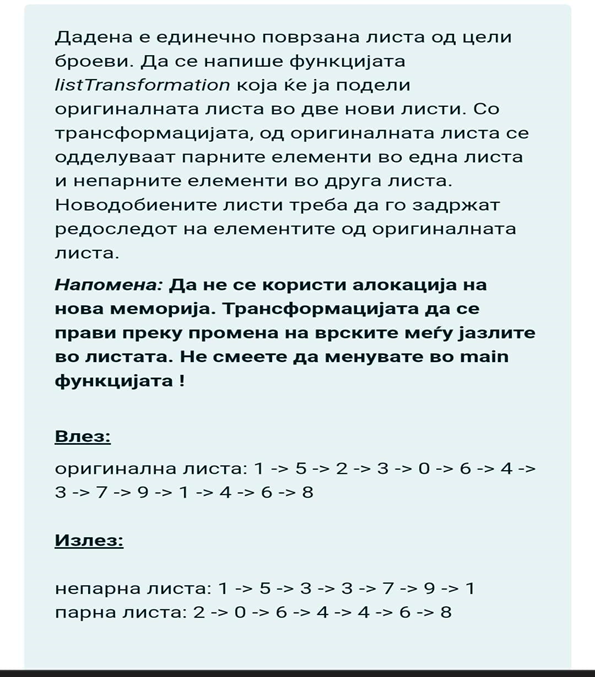 Дадена е единечно поврзана листа од цели
броеви. Да се напише функцијата
listTransformation која ќе ја подели
оригиналната листа во две нови листи. Со
трансформацијата, од оригиналната листа се
одделуваат парните елементи во една листа
и непарните елементи во друга листа.
Новодобиените листи треба да го задржат
редоследот на елементите од оригиналната
листа.
Напомена: Да не се користи алокација на
нова меморија. Трансформацијата да се
прави преку промена на врските меѓу јазлите
во листата. Не смеете да менувате во main
функцијата !
Влез:
оригинална листа: 1 -> 5 -> 2 -> 3 -> 0 -> 6 -> 4 ->
3 -> 7 -> 9 -> 1 -> 4 -> 6 -> 8
Излез:
непарна листа: 1 -> 5 -> 3 -> 3 -> 7 -> 9 -> 1
парна листа: 2 -> 0 -> 6 -> 4 -> 4 -> 6 -> 8